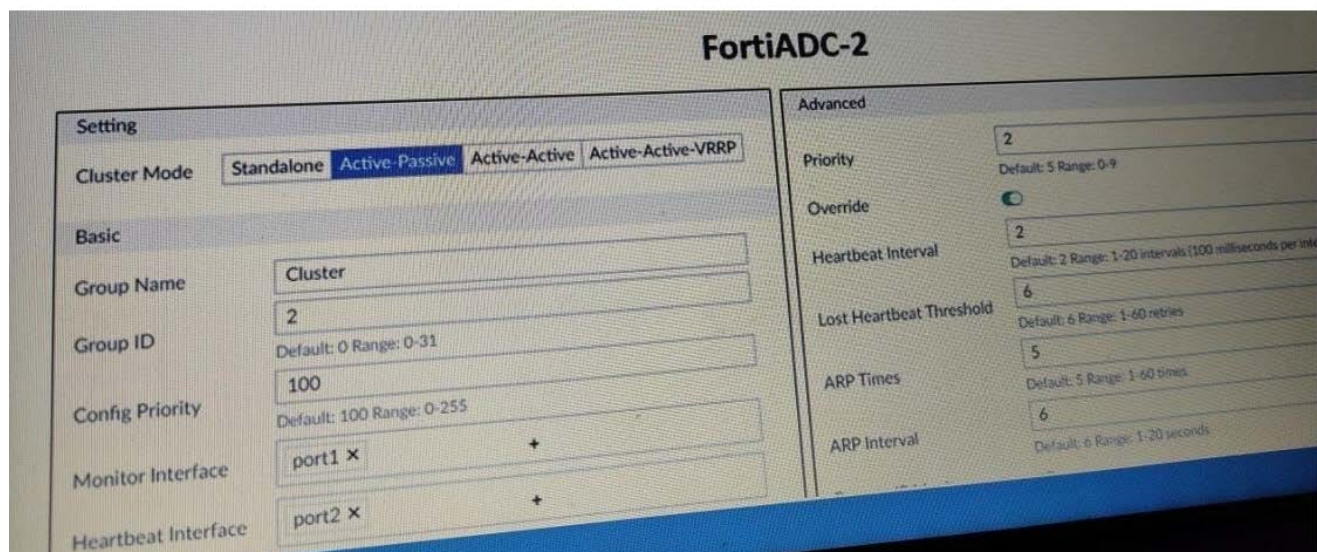 FortiADC-2
Setting
Cluster Mode Standalone Active-Passive Active-Active Active-Active-VRRP
Basic
Group Name Cluster
Group ID 2
Default: 0 Range: 0-31
Config Priority 100
Default: 100 Range: 0-255
Monitor Interface port1 × +
Heartbeat Interface port2 × +
Advanced
Priority 2
Default: 5 Range: 0-9
Override
Heartbeat Interval 2
Default: 2 Range: 1-20 intervals (100 milliseconds per
Lost Heartbeat Threshold 6
Default: 6 Range: 1-60 retries
ARP Times 5
Default: 5 Range: 1-60 times
ARP Interval 6
Default: 6 Range: 1-20 seconds